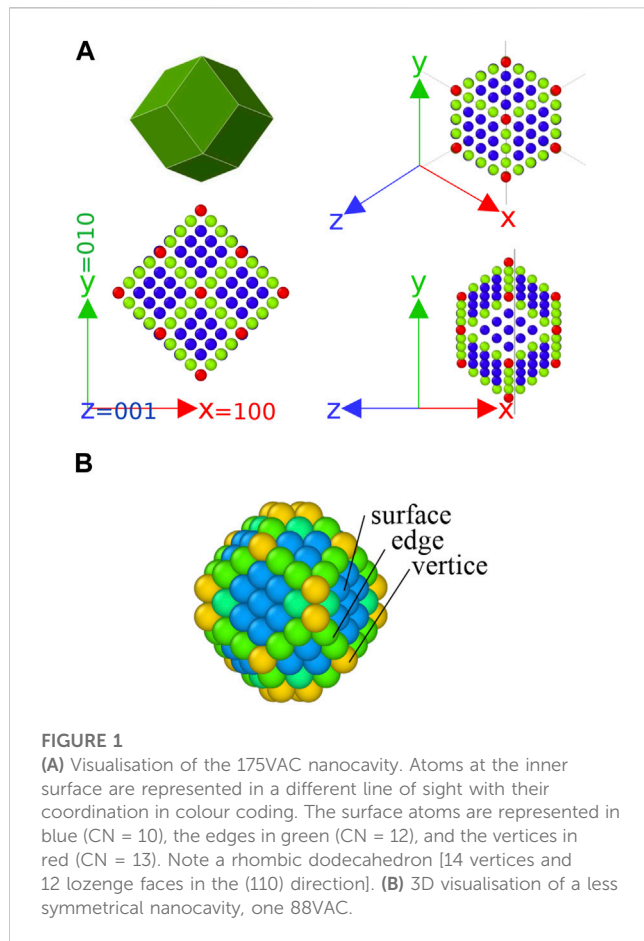 A
y
z
x
y=010
z=001
x=100
y
z
x
B
surface
edge
vertice
FIGURE 1
(A) Visualisation of the 175VAC nanocavity. Atoms at the inner
surface are represented in a different line of sight with their
coordination in colour coding. The surface atoms are represented in
blue (CN = 10), the edges in green (CN = 12), and the vertices in
red (CN = 13). Note a rhombic dodecahedron [14 vertices and
12 lozenge faces in the (110) direction]. (B) 3D visualisation of a less
symmetrical nanocavity, one 88VAC.